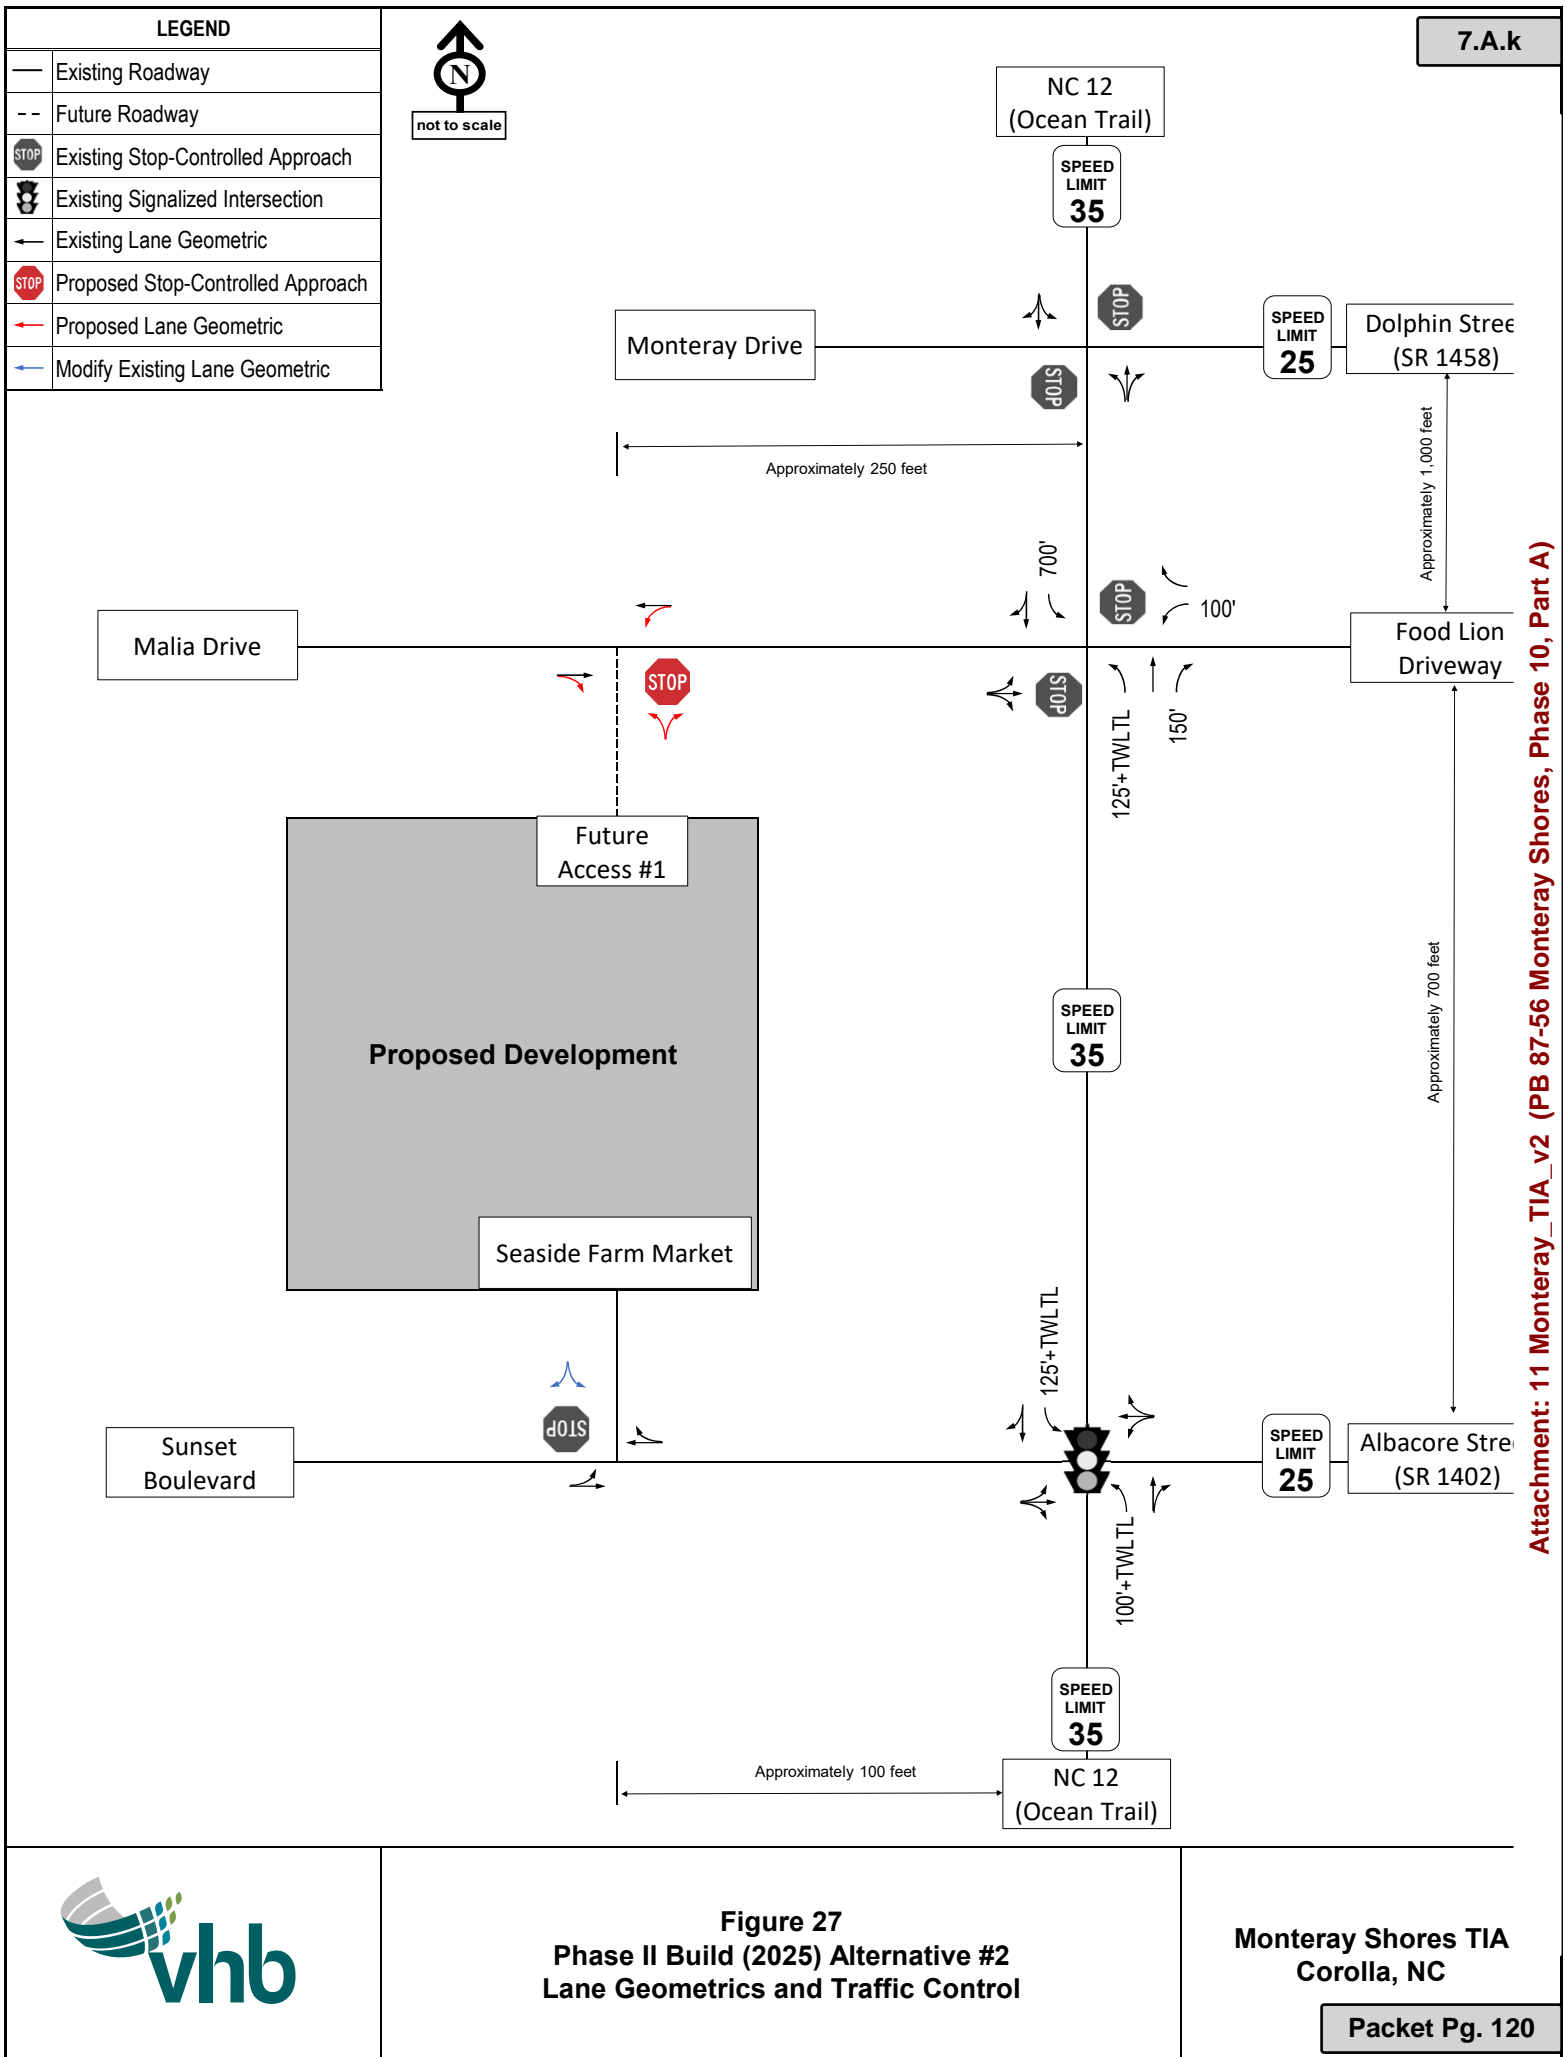 LEGEND
Existing Roadway
Future Roadway
STOP
Existing Stop-Controlled Approach
Existing Signalized Intersection
Existing Lane Geometric
STOP
Proposed Stop-Controlled Approach
Proposed Lane Geometric
Modify Existing Lane Geometric
N
not to scale
7.A.k
NC 12
(Ocean Trail)
SPEED
LIMIT
35
STOP
Monteray Drive
SPEED
LIMIT
25
Dolphin Stree
(SR 1458)
STOP
Approximately 250 feet
Approximately 1,000 feet
700'
STOP
100'
Malia Drive
Food Lion
Driveway
STOP
STOP
125'+TWLTL
150'
Future
Access #1
Proposed Development
SPEED
LIMIT
35
Approximately 700 feet
Seaside Farm Market
125'+TWLTL
STOP
Sunset
Boulevard
SPEED
LIMIT
25
Albacore Stre
(SR 1402)
100'+TWLTL
SPEED
LIMIT
35
Approximately 100 feet
NC 12
(Ocean Trail)
Attachment: 11 Monteray_TIA_v2 (PB 87-56 Monteray Shores, Phase 10, Part A)
vhb
Figure 27
Phase II Build (2025) Alternative #2
Lane Geometrics and Traffic Control
Monteray Shores TIA
Corolla, NC
Packet Pg. 120